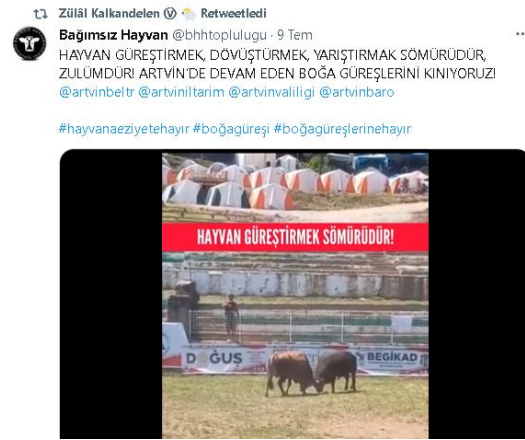 Zülâl Kalkandelen Ⓥ Retweetledi
Bağımsız Hayvan @bhhtoplulugu · 9 Tem
HAYVAN GÜREŞTİRMEK, DÖVÜŞTÜRMEK, YARIŞTIRMAK SÖMÜRÜDÜR,
ZULÜMDÜR! ARTVİN'DE DEVAM EDEN BOĞA GÜREŞLERİNİ KINIYORUZ!
@artvinbeltr @artviniltarim @artvinvaliligi @artvinbaro
#hayvanaeziyetehayır #boğagüreşi #boğagüreşlerinehayır
HAYVAN GÜREŞTİRMEK SÖMÜRÜDÜR!
DOĞUS BEGİKAD